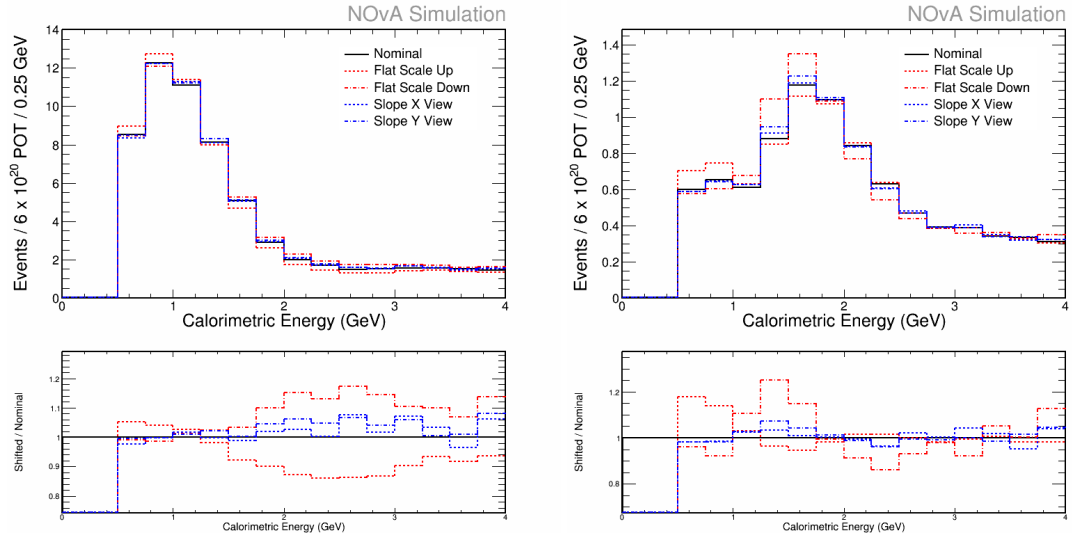 NOvA Simulation
Events / 6 x 10^20 POT / 0.25 GeV
14
12
10
8
6
4
2
0
Nominal
Flat Scale Up
Flat Scale Down
Slope X View
Slope Y View
0 1 2 3 4
Calorimetric Energy (GeV)
Shifted / Nominal
1.2
1.1
1
0.9
0.8
0 1 2 3 4
Calorimetric Energy (GeV)
NOvA Simulation
Events / 6 x 10^20 POT / 0.25 GeV
1.4
1.2
1
0.8
0.6
0.4
0.2
0
Nominal
Flat Scale Up
Flat Scale Down
Slope X View
Slope Y View
0 1 2 3 4
Calorimetric Energy (GeV)
Shifted / Nominal
1.2
1
0.8
0 1 2 3 4
Calorimetric Energy (GeV)